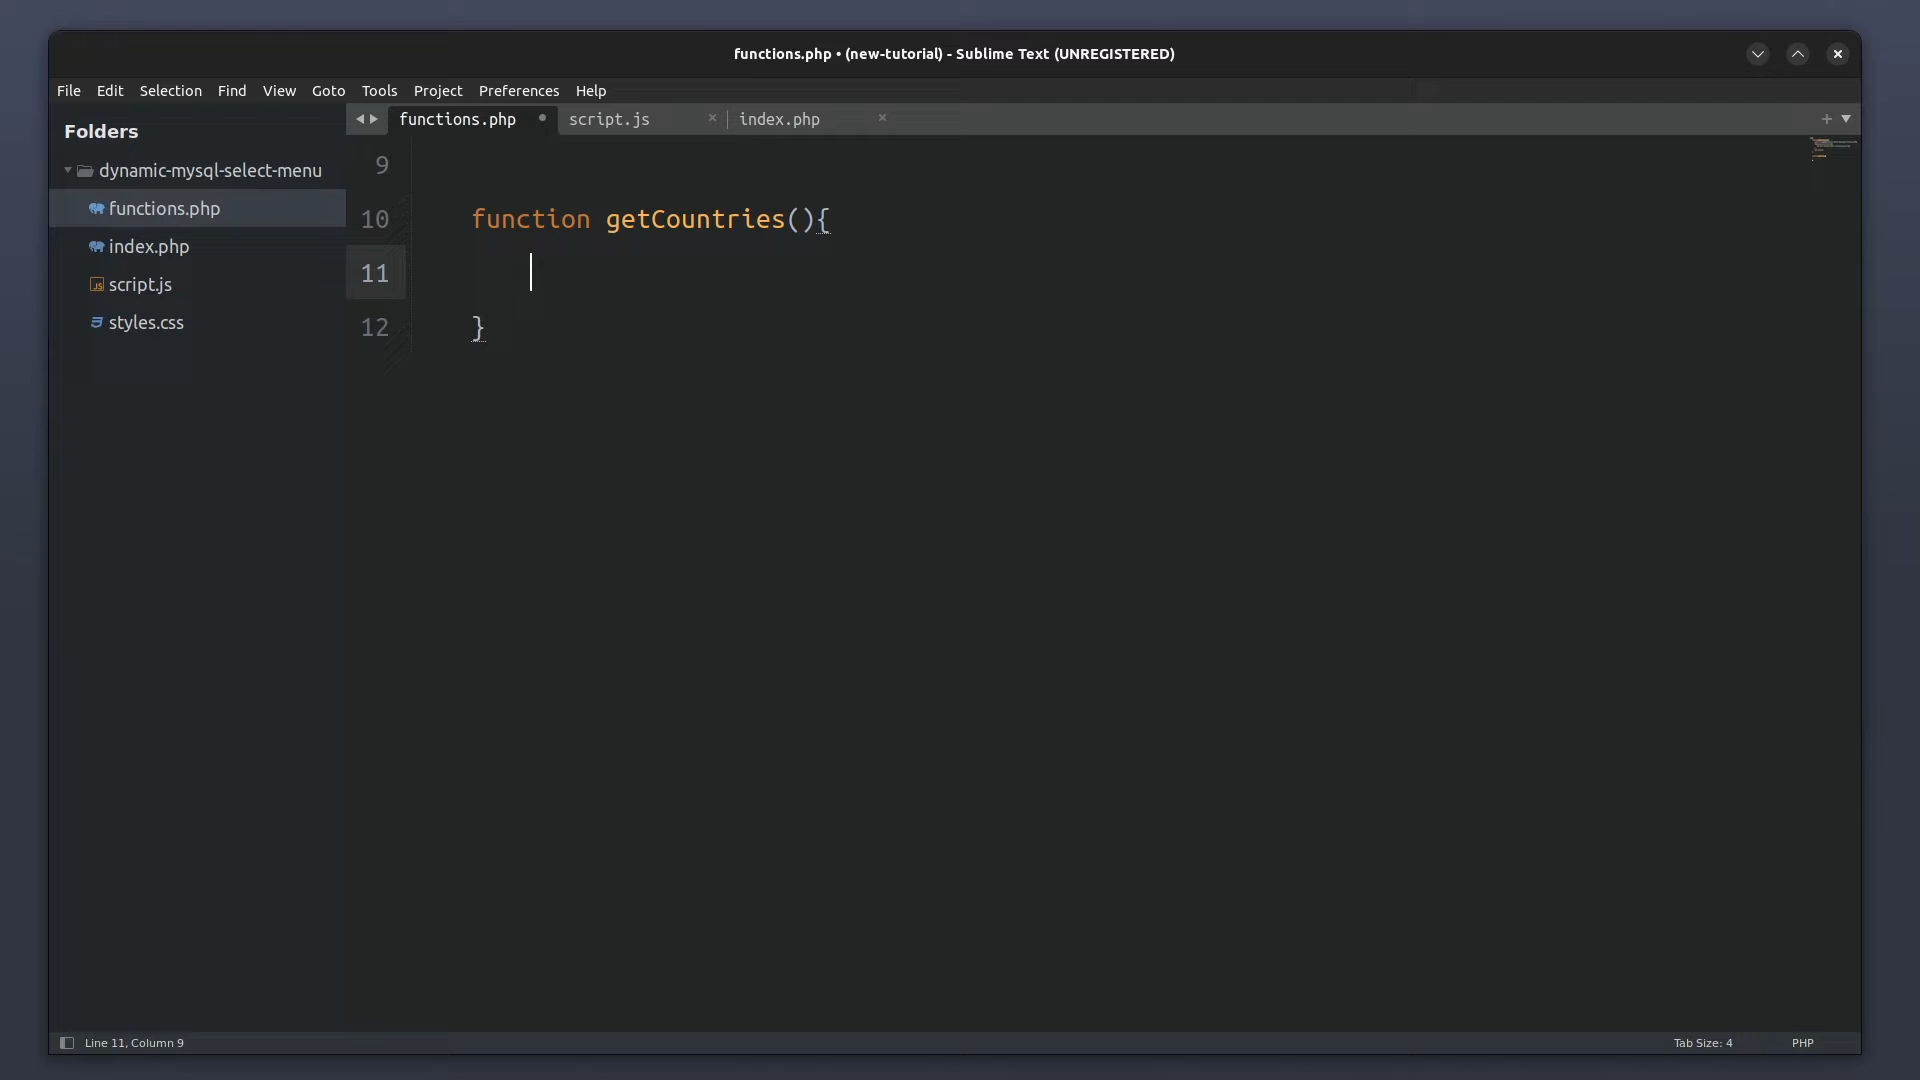 functions.php • (new-tutorial) - Sublime Text (UNREGISTERED)
File Edit Selection Find View Goto Tools Project Preferences Help
Folders
dynamic-mysql-select-menu
functions.php
index.php
script.js
styles.css
functions.php script.js index.php
9
10 function getCountries(){
11
12 }
Line 11, Column 9
Tab Size: 4
PHP